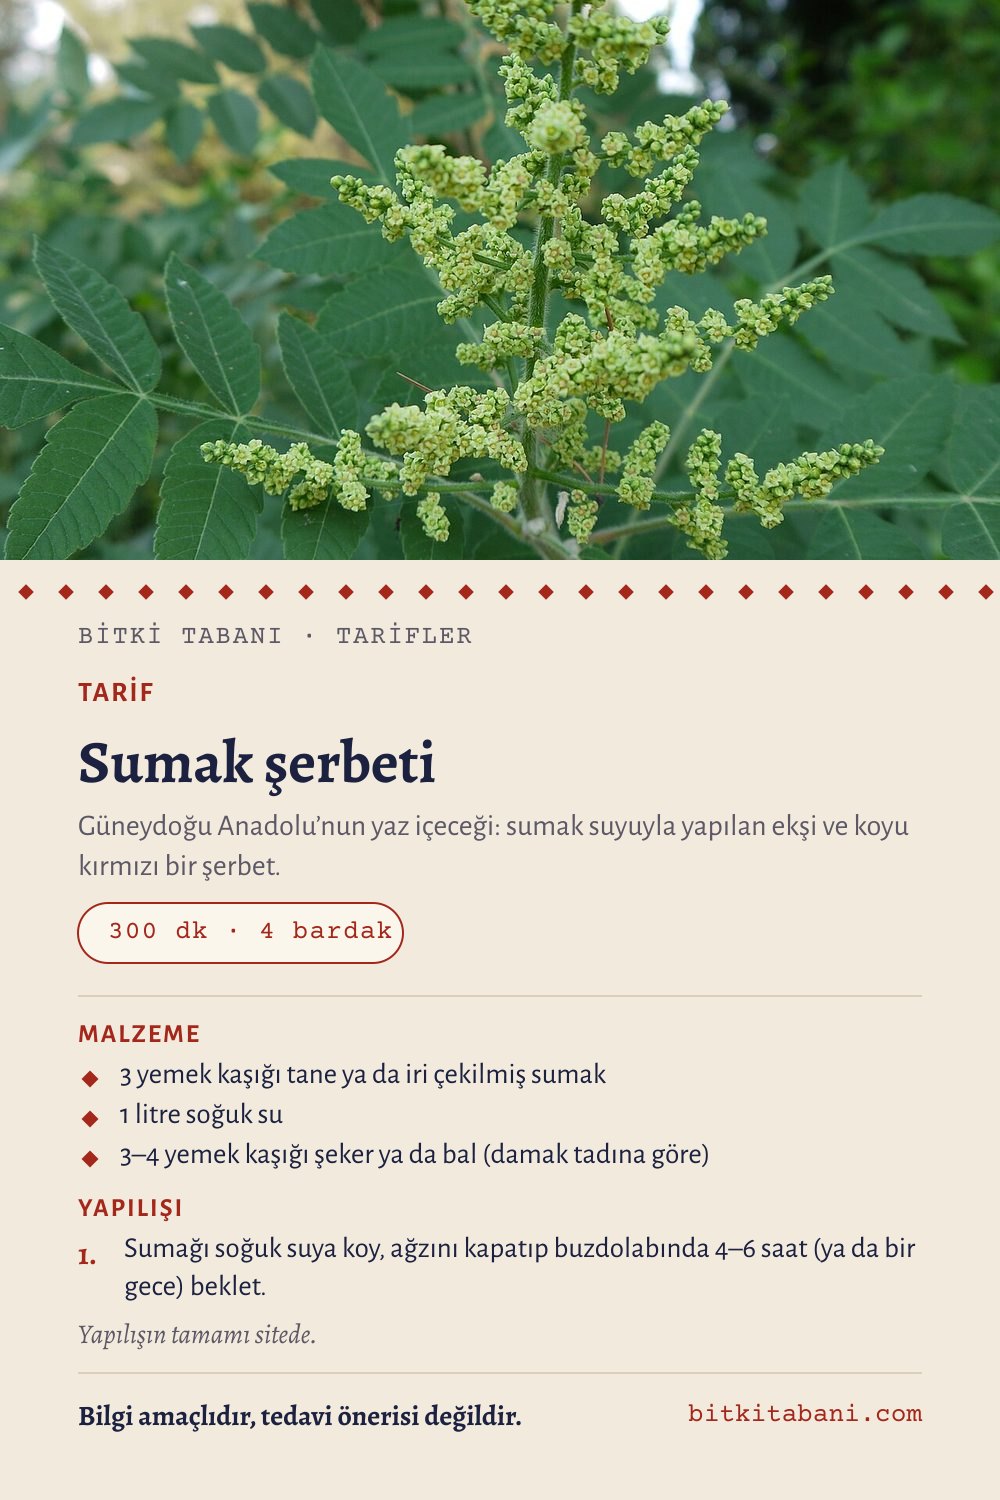 BİTKİ TABANI · TARİFLER
TARİF
Sumak şerbeti
Güneydoğu Anadolu’nun yaz içeceği: sumak suyuyla yapılan ekşi ve koyu
kırmızı bir şerbet.
300 dk · 4 bardak
MALZEME
3 yemek kaşığı tane ya da iri çekilmiş sumak
1 litre soğuk su
3–4 yemek kaşığı şeker ya da bal (damak tadına göre)
YAPILIŞI
1. Sumağı soğuk suya koy, ağzını kapatıp buzdolabında 4–6 saat (ya da bir
gece) beklet.
Yapılışın tamamı sitede.
Bilgi amaçlıdır, tedavi önerisi değildir.
bitkitabani.com